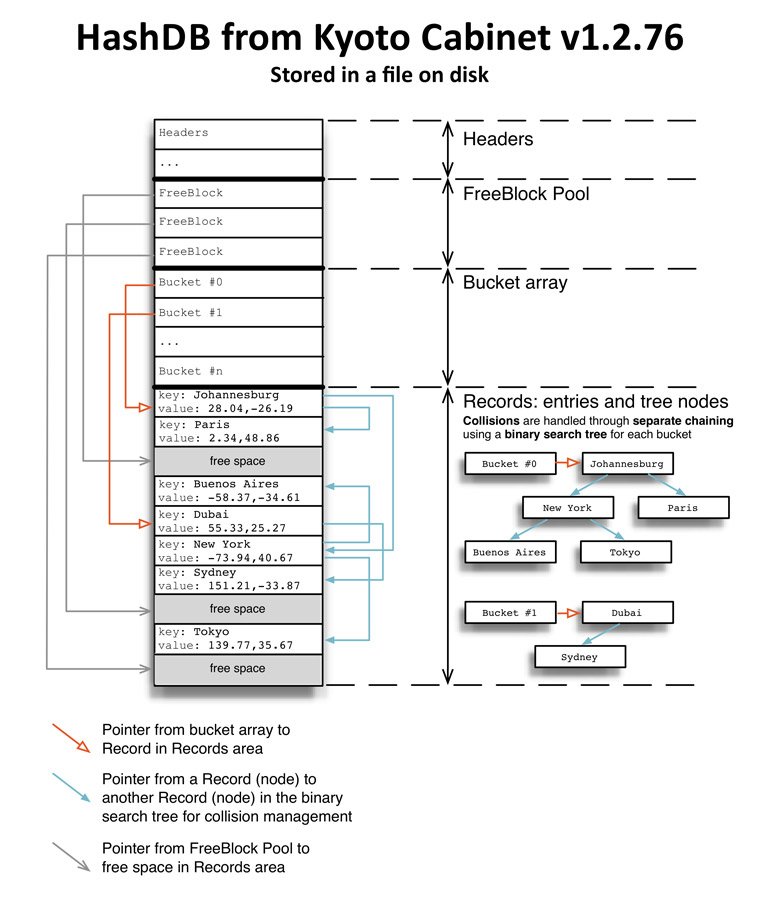 HashDB from Kyoto Cabinet v1.2.76
Stored in a file on disk
Headers
...
FreeBlock
FreeBlock
FreeBlock
Bucket #0
Bucket #1
...
Bucket #n
key: Johannesburg
value: 28.04,-26.19
key: Paris
value: 2.34,48.86
free space
key: Buenos Aires
value: -58.37,-34.61
key: Dubai
value: 55.33,25.27
key: New York
value: -73.94,40.67
key: Sydney
value: 151.21,-33.87
free space
key: Tokyo
value: 139.77,35.67
free space
Headers
FreeBlock Pool
Bucket array
Records: entries and tree nodes
Collisions are handled through separate chaining
using a binary search tree for each bucket
Bucket #0
Johannesburg
New York
Paris
Buenos Aires
Tokyo
Bucket #1
Dubai
Sydney
Pointer from bucket array to
Record in Records area
Pointer from a Record (node) to
another Record (node) in the binary
search tree for collision management
Pointer from FreeBlock Pool to
free space in Records area